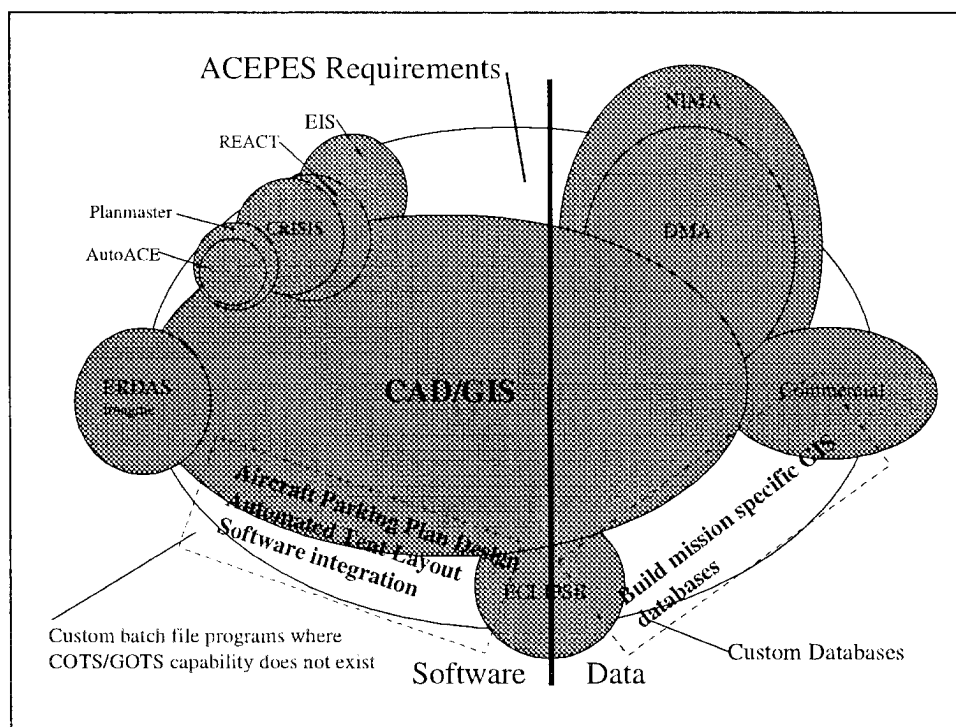 ACEPES Requirements
NIMA
EIS
REACT
Planmaster
CRISIS
DMA
AutoACE
CAD/GIS
ERDAS
Imagine
Commercial
Aircraft Parking Plan Design
Automated Tent Layout
Software integration
ECLIPSE
Build mission specific GIS
databases
Custom batch file programs where
COTS/GOTS capability does not exist
Custom Databases
Software
Data